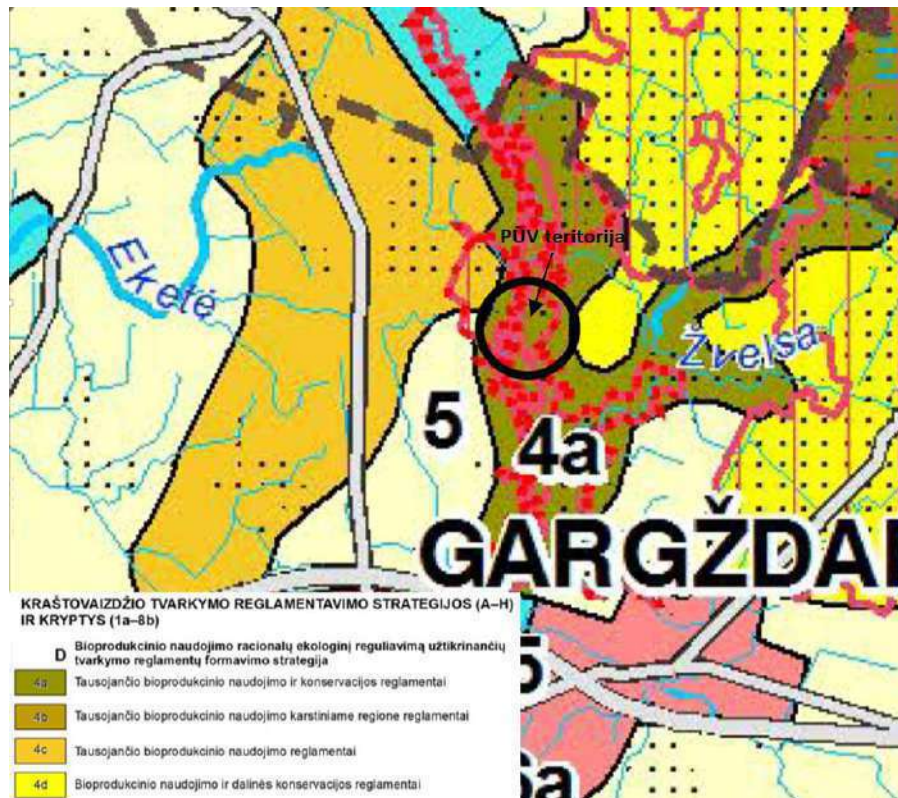 PŪV teritorija
Eketė
Žvelsa
5
4a
GARGŽDAI
5
6a
KRAŠTOVAIZDŽIO TVARKYMO REGLAMENTAVIMO STRATEGIJOS (A–H)
IR KRYPTYS (1a–8b)
D Bioprodukcinio naudojimo racionalų ekologinį reguliavimą užtikrinančių
tvarkymo reglamentų formavimo strategija
4a Tausojančio bioprodukcinio naudojimo ir konservacijos reglamentai
4b Tausojančio bioprodukcinio naudojimo karstiniame regione reglamentai
4c Tausojančio bioprodukcinio naudojimo reglamentai
4d Bioprodukcinio naudojimo ir dalinės konservacijos reglamentai